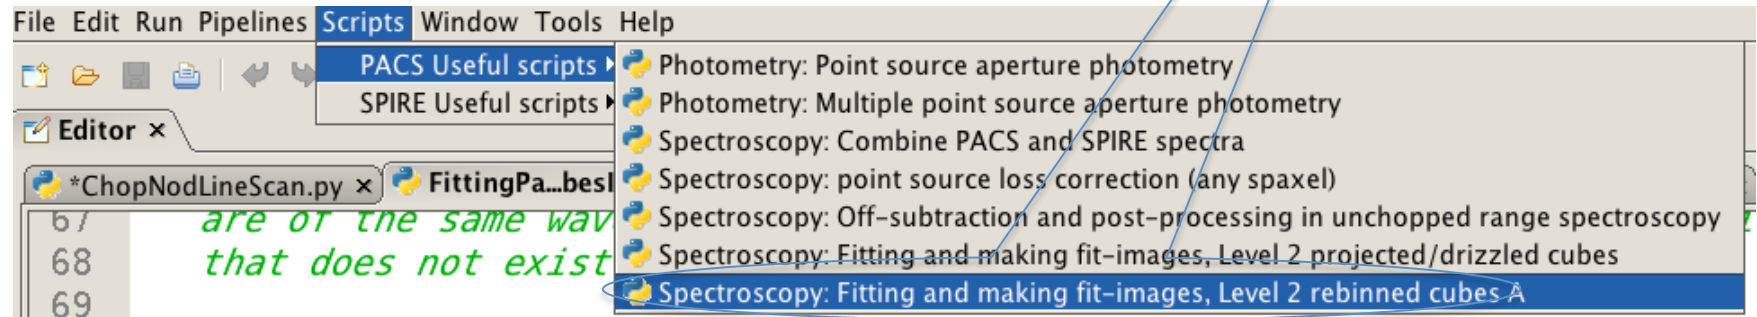 File Edit Run Pipelines Scripts Window Tools Help
PACS Useful scripts
SPIRE Useful scripts
Photometry: Point source aperture photometry
Photometry: Multiple point source aperture photometry
Spectroscopy: Combine PACS and SPIRE spectra
Spectroscopy: point source loss correction (any spaxel)
Spectroscopy: Off-subtraction and post-processing in unchopped range spectroscopy
Spectroscopy: Fitting and making fit-images, Level 2 projected/drizzled cubes
Spectroscopy: Fitting and making fit-images, Level 2 rebinned cubes A
Editor
*ChopNodLineScan.py
FittingPa...besI
67 are of the same wav
68 that does not exist
69